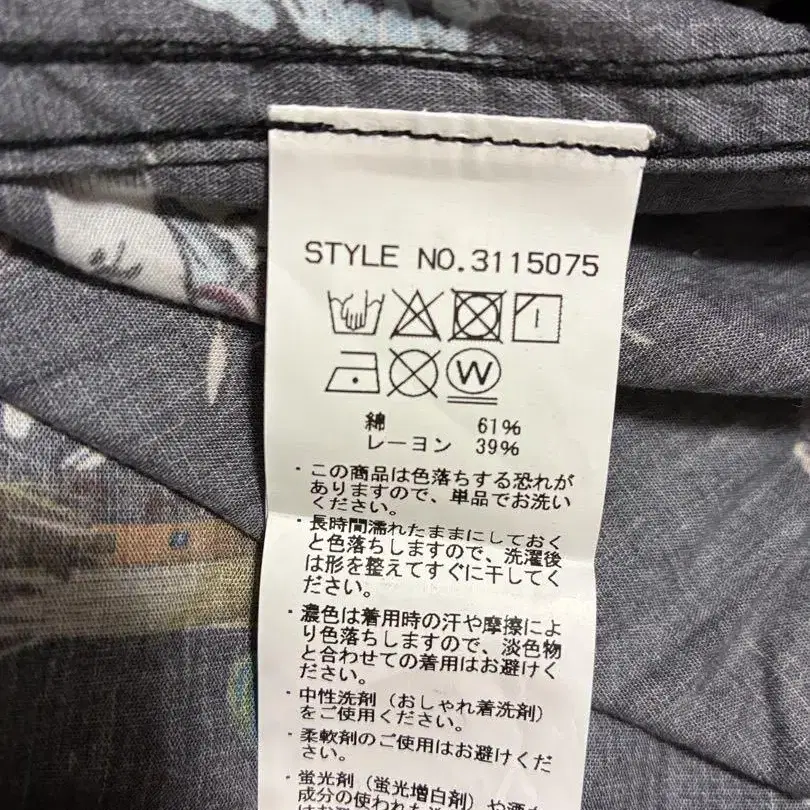 STYLE NO.3115075
W
綿 61%
レーヨン 39%
・この商品は色落ちする恐れが
ありますので、単品でお洗い
ください。
・長時間濡れたままにしておく
と色落ちしますので、洗濯後
は形を整えてすぐに干してく
ださい。
・濃色は着用時の汗や摩擦によ
り色落ちしますので、淡色物
と合わせての着用はお避けく
ださい。
・中性洗剤（おしゃれ着洗剤）
をご使用ください。
・柔軟剤のご使用はお避けくだ
さい。
・蛍光剤（蛍光増白剤）や
成分の使われた